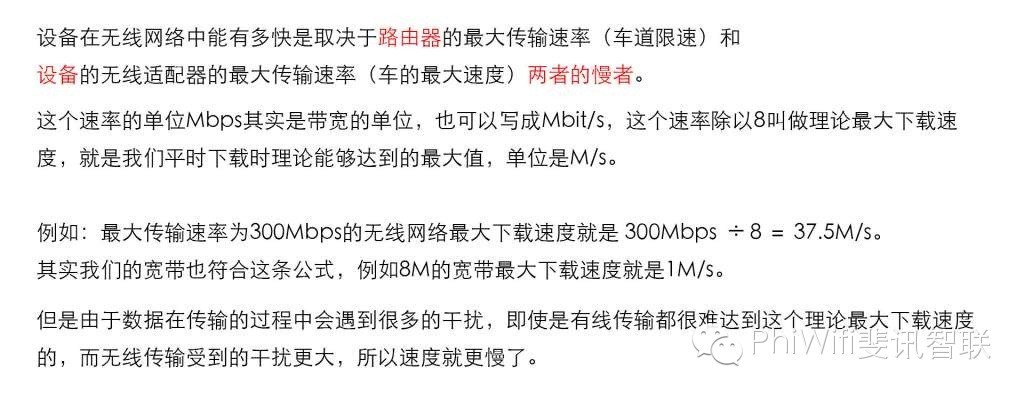 设备在无线网络中能有多快是取决于路由器的最大传输速率（车道限速）和
设备的无线适配器的最大传输速率（车的最大速度）两者的慢者。
这个速率的单位Mbps其实是带宽的单位，也可以写成Mbit/s，这个速率除以8叫做理论最大下载速
度，就是我们平时下载时理论能够达到的最大值，单位是M/s。
例如：最大传输速率为300Mbps的无线网络最大下载速度就是 300Mbps ÷ 8 = 37.5M/s。
其实我们的宽带也符合这条公式，例如8M的宽带最大下载速度就是1M/s。
但是由于数据在传输的过程中会遇到很多的干扰，即使是有线传输都很难达到这个理论最大下载速度
的，而无线传输受到的干扰更大，所以速度就更慢了。
PhiWifi斐讯智联